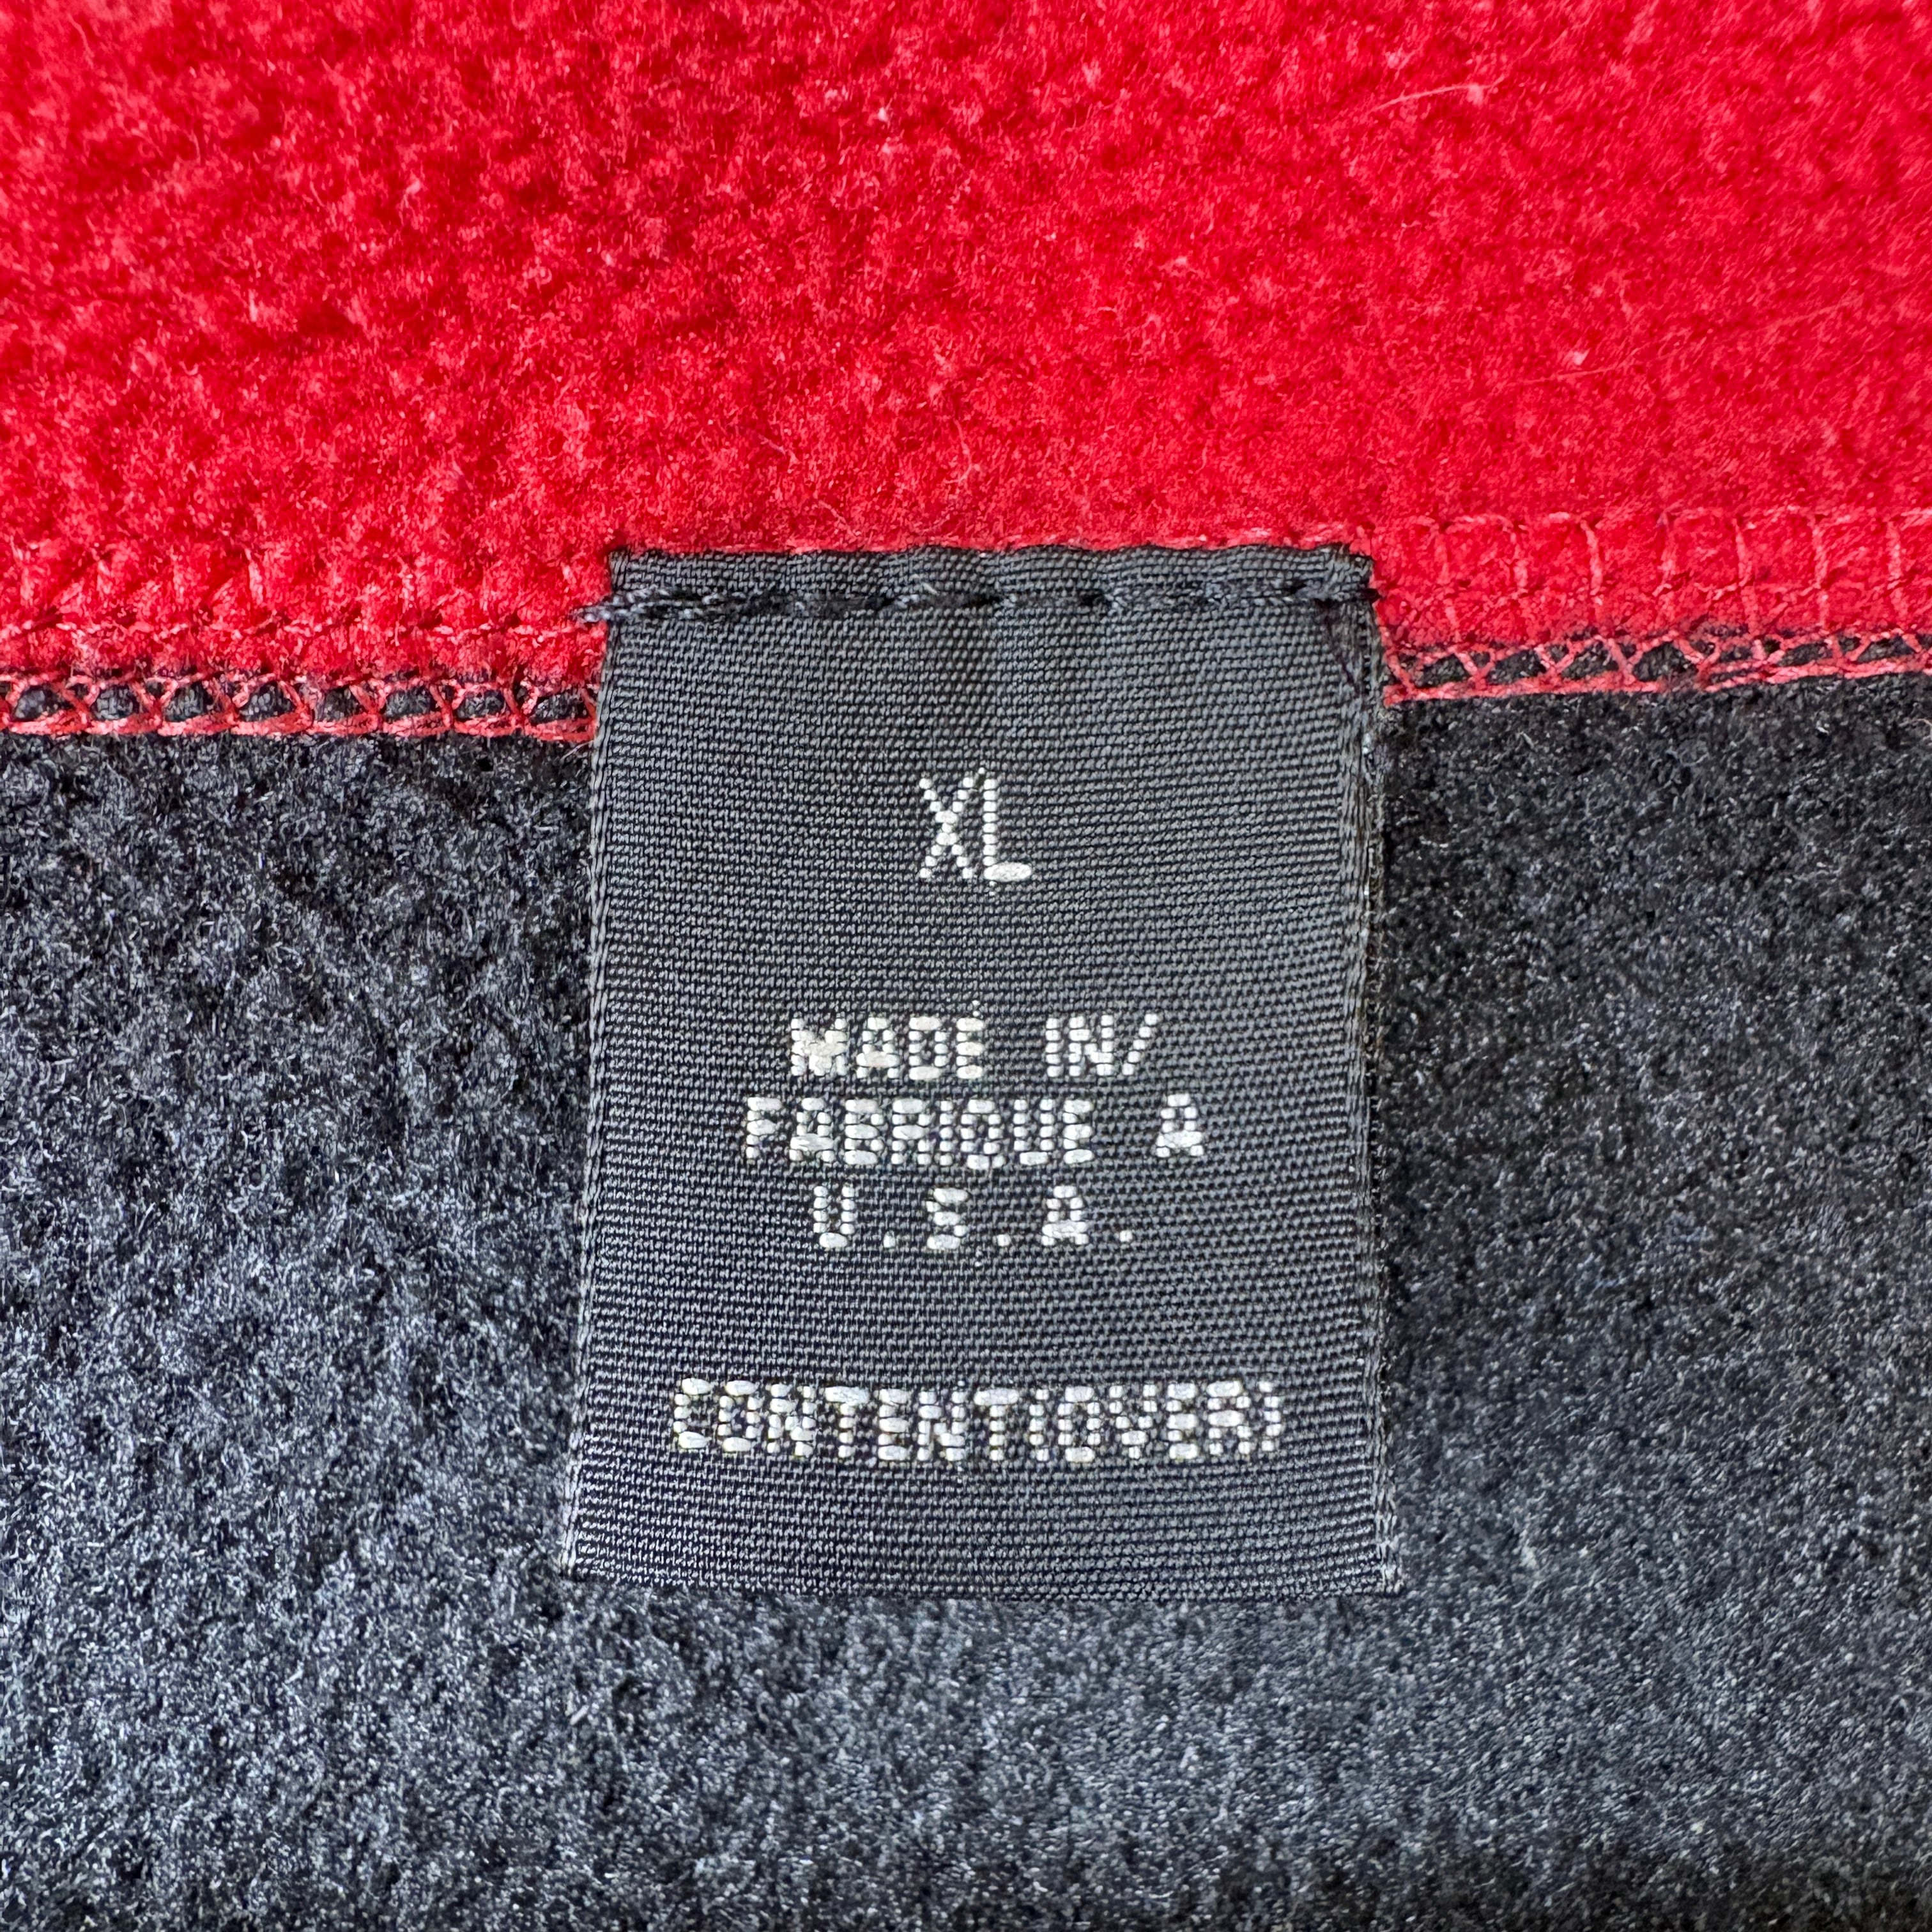 XL
MADE IN/
FABRIQUE A
U.S.A.
CONTENT(OVER)